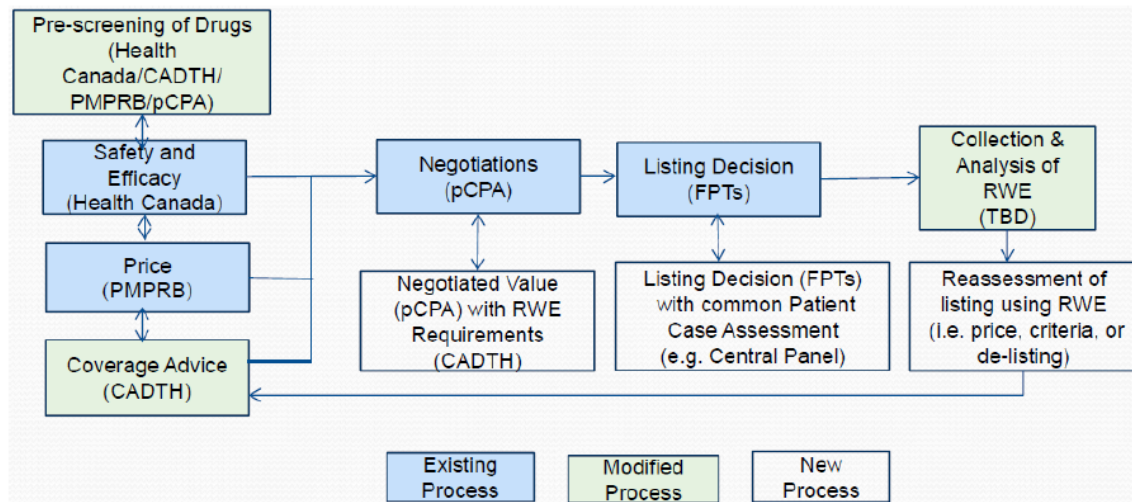 Pre-screening of Drugs
(Health
Canada/CADTH/
PMPRB/pCPA)
Safety and
Efficacy
(Health Canada)
Price
(PMPRB)
Coverage Advice
(CADTH)
Negotiations
(pCPA)
Negotiated Value
(pCPA) with RWE
Requirements
(CADTH)
Listing Decision
(FPTs)
Listing Decision (FPTs)
with common Patient
Case Assessment
(e.g. Central Panel)
Collection &
Analysis of
RWE
(TBD)
Reassessment of
listing using RWE
(i.e. price, criteria, or
de-listing)
Existing
Process
Modified
Process
New
Process